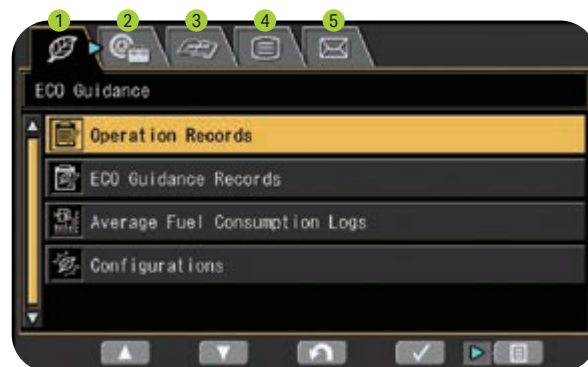 1 2 3 4 5
ECO Guidance
Operation Records
ECO Guidance Records
Average Fuel Consumption Logs
Configurations